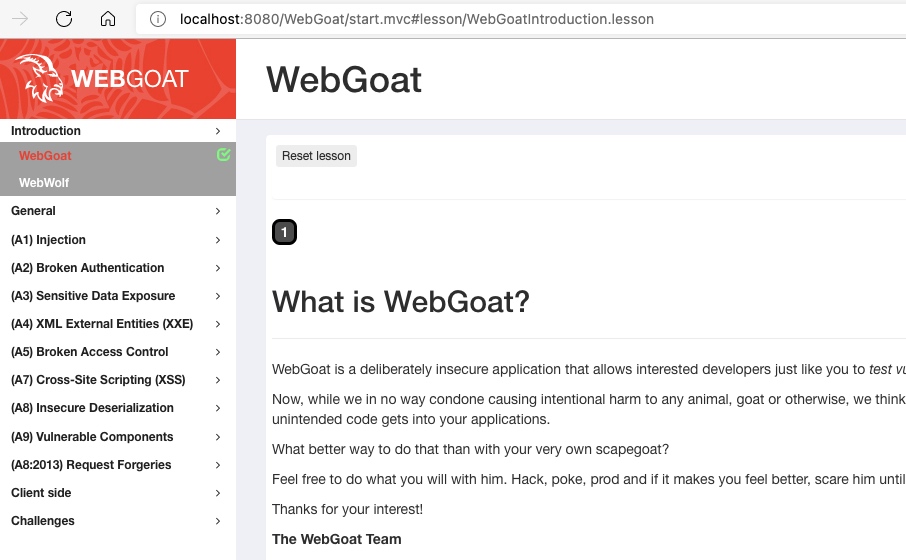 localhost:8080/WebGoat/start.mvc#lesson/WebGoatIntroduction.lesson
WEBGOAT
WebGoat
Introduction
WebGoat
WebWolf
General
(A1) Injection
(A2) Broken Authentication
(A3) Sensitive Data Exposure
(A4) XML External Entities (XXE)
(A5) Broken Access Control
(A7) Cross-Site Scripting (XSS)
(A8) Insecure Deserialization
(A9) Vulnerable Components
(A8:2013) Request Forgeries
Client side
Challenges
Reset lesson
1
What is WebGoat?
WebGoat is a deliberately insecure application that allows interested developers just like you to test vu
Now, while we in no way condone causing intentional harm to any animal, goat or otherwise, we think
unintended code gets into your applications.
What better way to do that than with your very own scapegoat?
Feel free to do what you will with him. Hack, poke, prod and if it makes you feel better, scare him until
Thanks for your interest!
The WebGoat Team